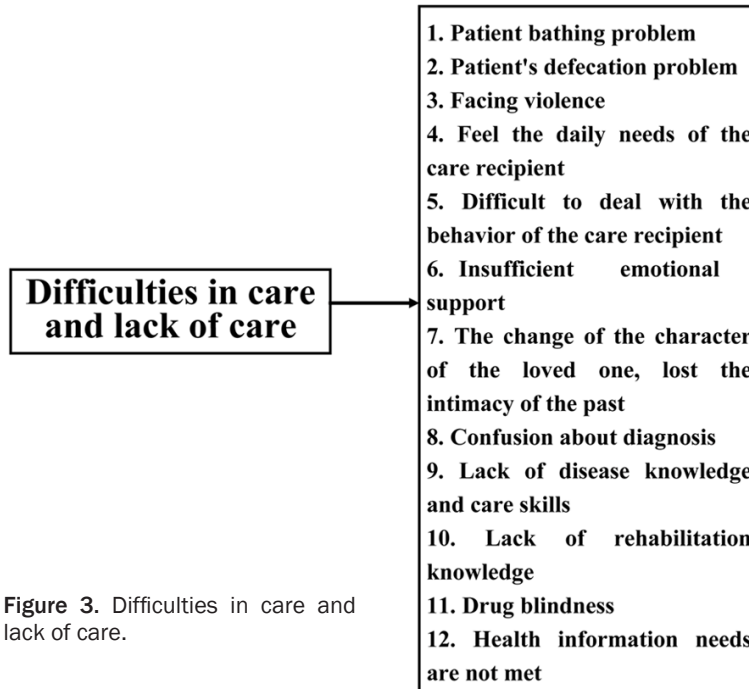 Difficulties in care
and lack of care
1. Patient bathing problem
2. Patient's defecation problem
3. Facing violence
4. Feel the daily needs of the
care recipient
5. Difficult to deal with the
behavior of the care recipient
6. Insufficient emotional
support
7. The change of the character
of the loved one, lost the
intimacy of the past
8. Confusion about diagnosis
9. Lack of disease knowledge
and care skills
10. Lack of rehabilitation
knowledge
11. Drug blindness
12. Health information needs
are not met
Figure 3. Difficulties in care and
lack of care.